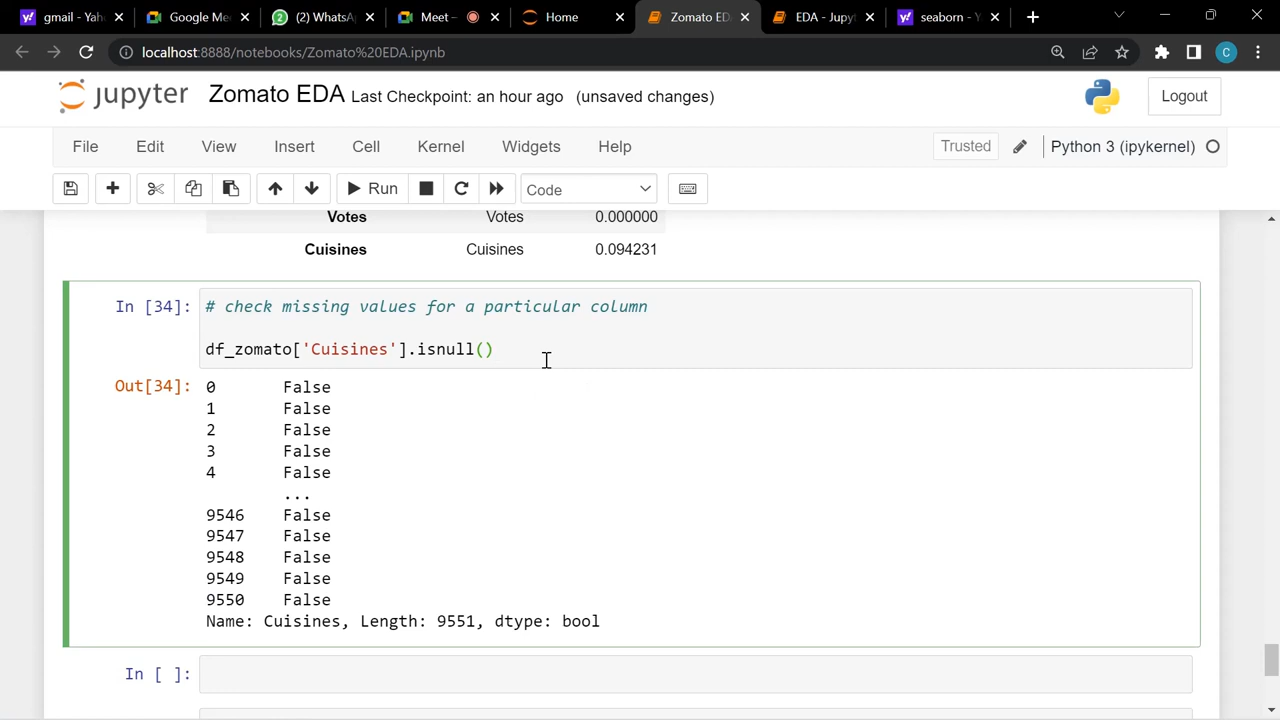 gmail - Yaho
Google Mee
(2) WhatsA
Meet –
Home
Zomato ED
EDA - Jupyt
seaborn - Y
localhost:8888/notebooks/Zomato%20EDA.ipynb
C
jupyter Zomato EDA Last Checkpoint: an hour ago (unsaved changes)
Logout
File Edit View Insert Cell Kernel Widgets Help
Trusted
Python 3 (ipykernel)
Run
Code
Votes Votes 0.000000
Cuisines Cuisines 0.094231
In [34]: # check missing values for a particular column
df_zomato['Cuisines'].isnull()
Out[34]: 0 False
1 False
2 False
3 False
4 False
...
9546 False
9547 False
9548 False
9549 False
9550 False
Name: Cuisines, Length: 9551, dtype: bool
In [ ]: